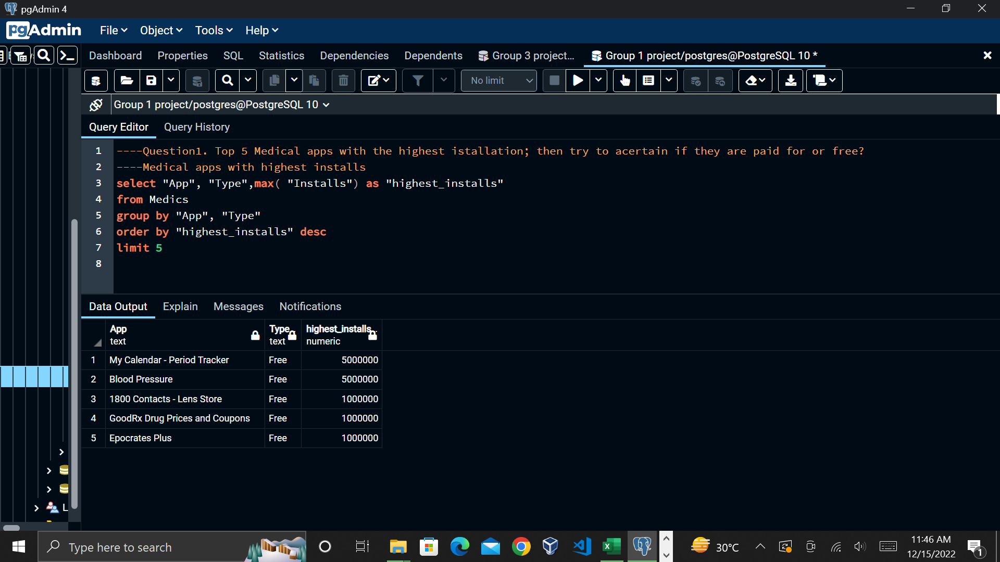 pgAdmin 4
pgAdmin File Object Tools Help
Dashboard Properties SQL Statistics Dependencies Dependents Group 3 project... Group 1 project/postgres@PostgreSQL 10 *
No limit
Group 1 project/postgres@PostgreSQL 10
Query Editor Query History
1 ----Question1. Top 5 Medical apps with the highest istallation; then try to acertain if they are paid for or free?
2 ----Medical apps with highest installs
3 select "App", "Type",max( "Installs") as "highest_installs"
4 from Medics
5 group by "App", "Type"
6 order by "highest_installs" desc
7 limit 5
8
Data Output Explain Messages Notifications
App Type highest_installs
text text numeric
1 My Calendar - Period Tracker Free 5000000
2 Blood Pressure Free 5000000
3 1800 Contacts - Lens Store Free 1000000
4 GoodRx Drug Prices and Coupons Free 1000000
5 Epocrates Plus Free 1000000
L
Type here to search 30°C 11:46 AM
12/15/2022 1